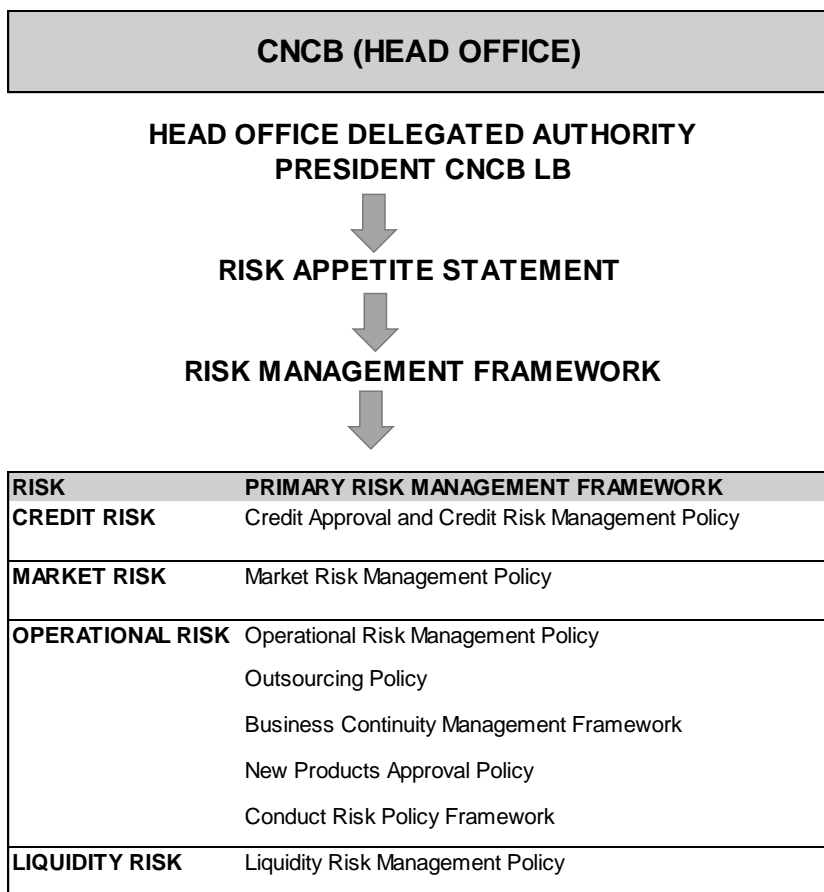 CNCB (HEAD OFFICE)
HEAD OFFICE DELEGATED AUTHORITY
PRESIDENT CNCB LB
RISK APPETITE STATEMENT
RISK MANAGEMENT FRAMEWORK
RISK PRIMARY RISK MANAGEMENT FRAMEWORK
CREDIT RISK Credit Approval and Credit Risk Management Policy
MARKET RISK Market Risk Management Policy
OPERATIONAL RISK Operational Risk Management Policy
Outsourcing Policy
Business Continuity Management Framework
New Products Approval Policy
Conduct Risk Policy Framework
LIQUIDITY RISK Liquidity Risk Management Policy